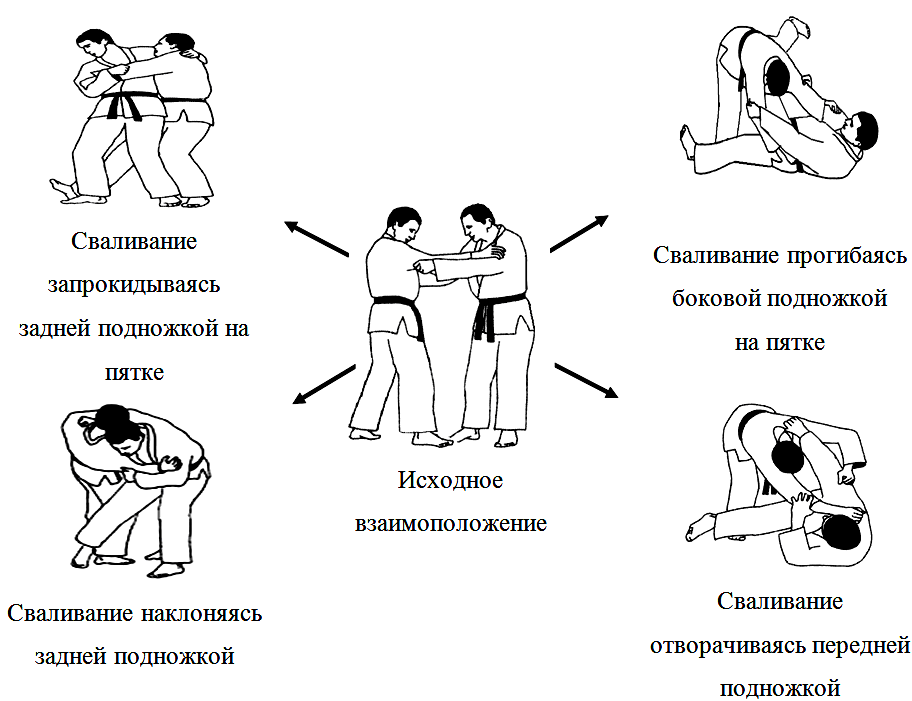 Сваливание
запрокидываясь
задней подножкой на
пятке
Сваливание прогибаясь
боковой подножкой
на пятке
Исходное
взаимоположение
Сваливание наклоняясь
задней подножкой
Сваливание
отворачиваясь передней
подножкой